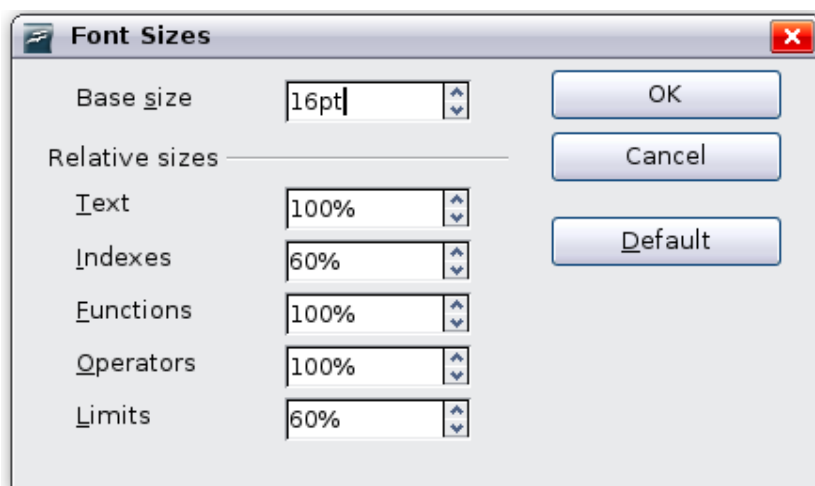 Font Sizes
Base size 16pt OK
Relative sizes Cancel
Text 100%
Default
Indexes 60%
Functions 100%
Operators 100%
Limits 60%